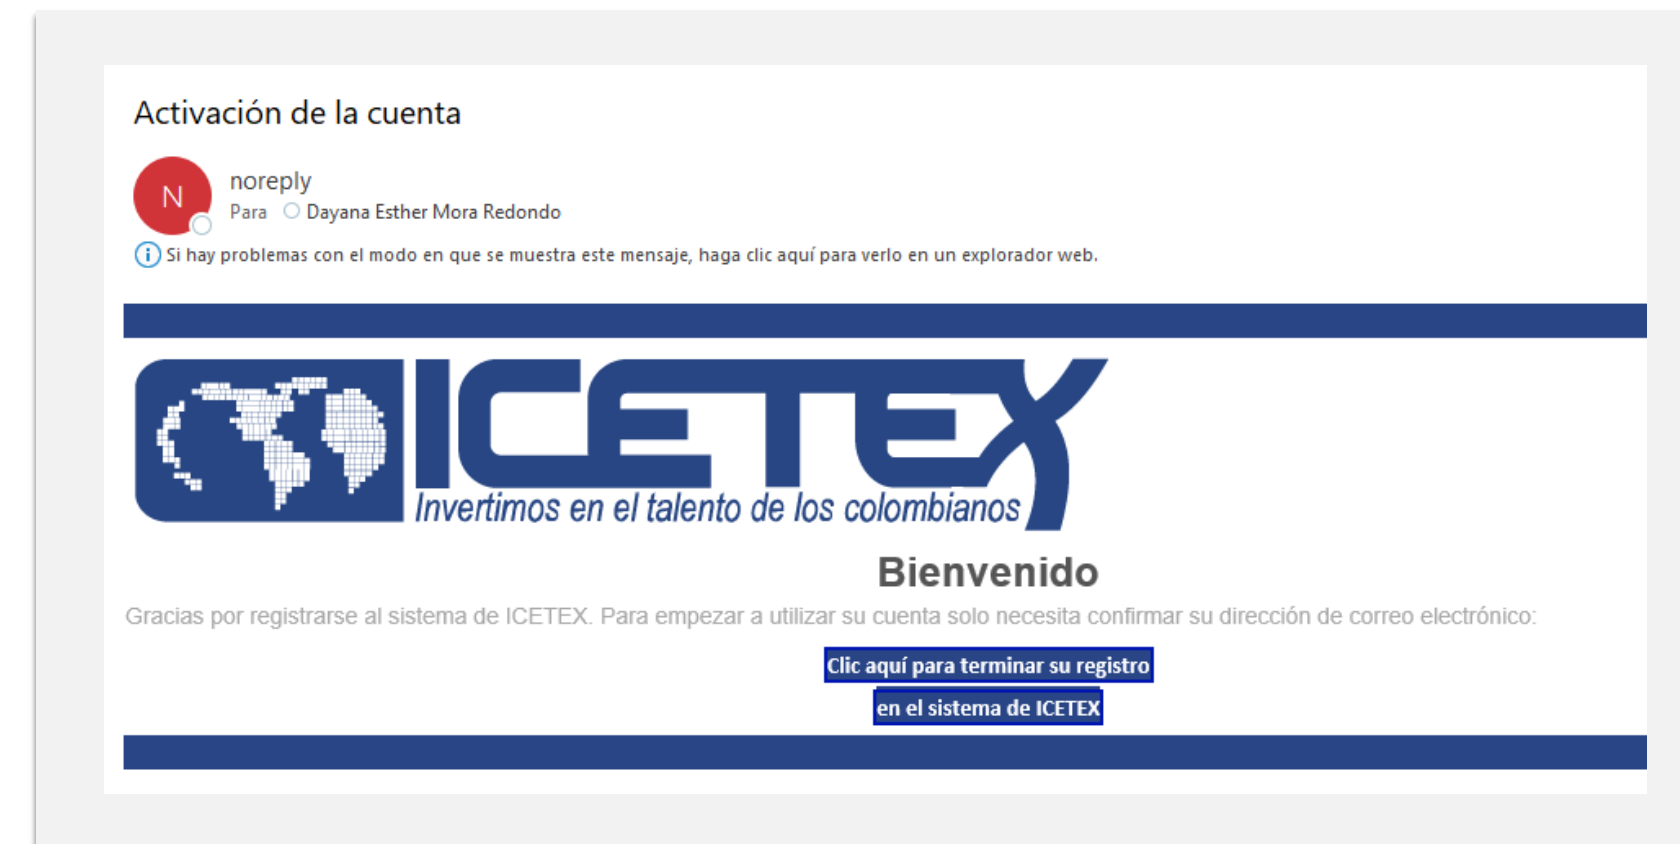 Activación de la cuenta
N
noreply
Para Dayana Esther Mora Redondo
i Si hay problemas con el modo en que se muestra este mensaje, haga clic aquí para verlo en un explorador web.
ICETEX
Invertimos en el talento de los colombianos
Bienvenido
Gracias por registrarse al sistema de ICETEX. Para empezar a utilizar su cuenta solo necesita confirmar su dirección de correo electrónico:
Clic aquí para terminar su registro
en el sistema de ICETEX